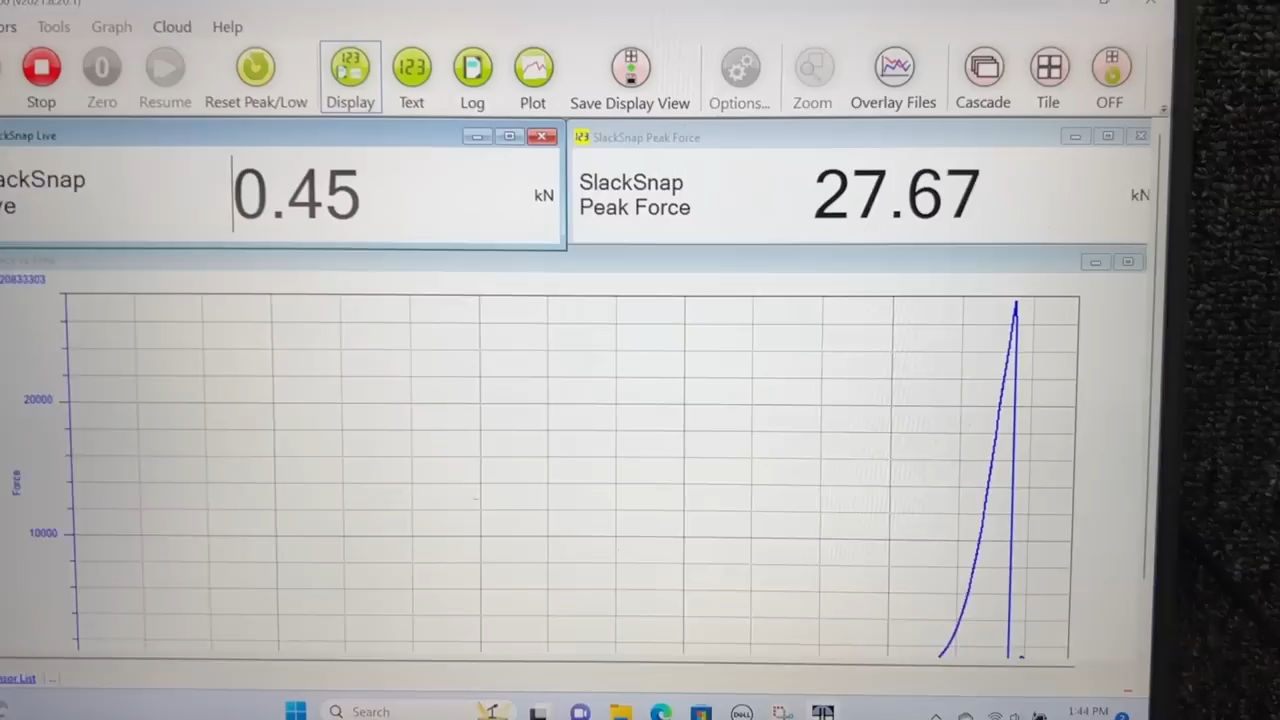 Tools Graph Cloud Help
Stop Zero Resume Reset Peak/Low Display Text Log Plot Save Display View Options... Zoom Overlay Files Cascade Tile OFF
SlackSnap Peak Force
0.45
kN
SlackSnap
Peak Force
27.67
kN
20833303
20000
Force
10000
Search
DELL
1:44 PM